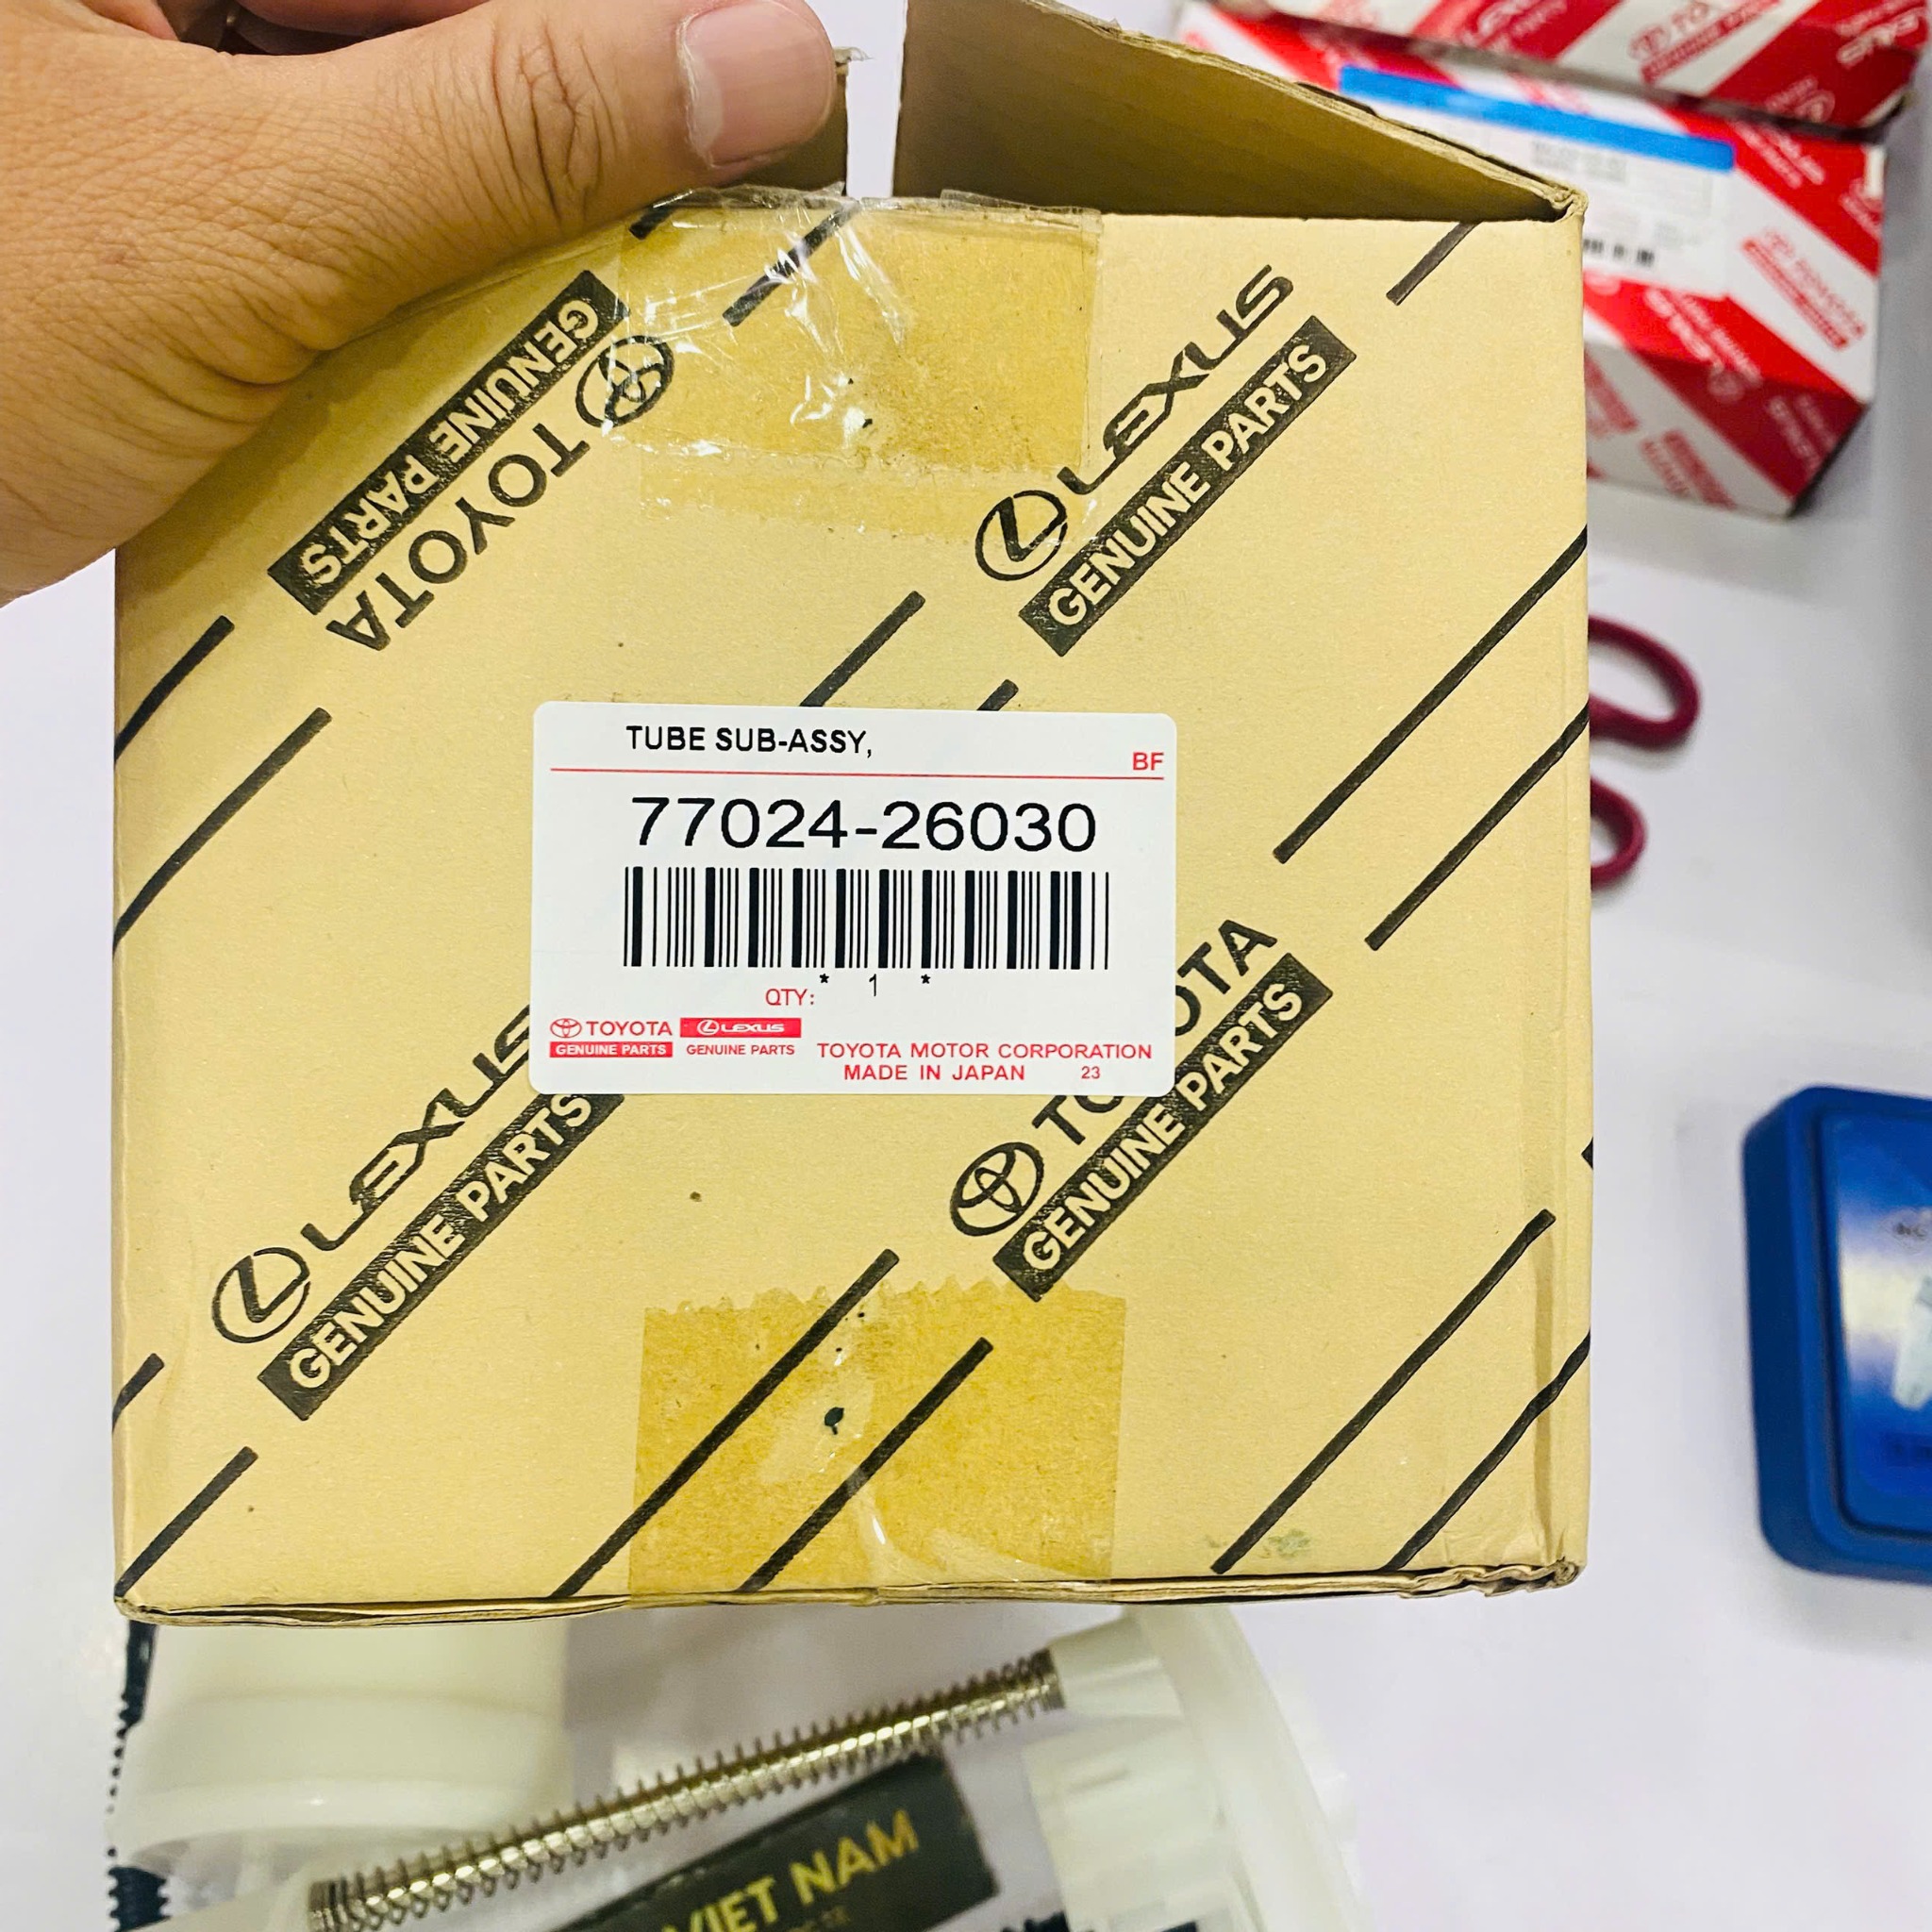 TOYOTA
GENUINE PARTS
LEXUS
GENUINE PARTS
TUBE SUB-ASSY,
BF
77024-26030
* 1 *
QTY:
TOYOTA LEXUS
GENUINE PARTS GENUINE PARTS
TOYOTA MOTOR CORPORATION
MADE IN JAPAN 23
LEXUS
GENUINE PARTS
TOYOTA
GENUINE PARTS
VIET NAM